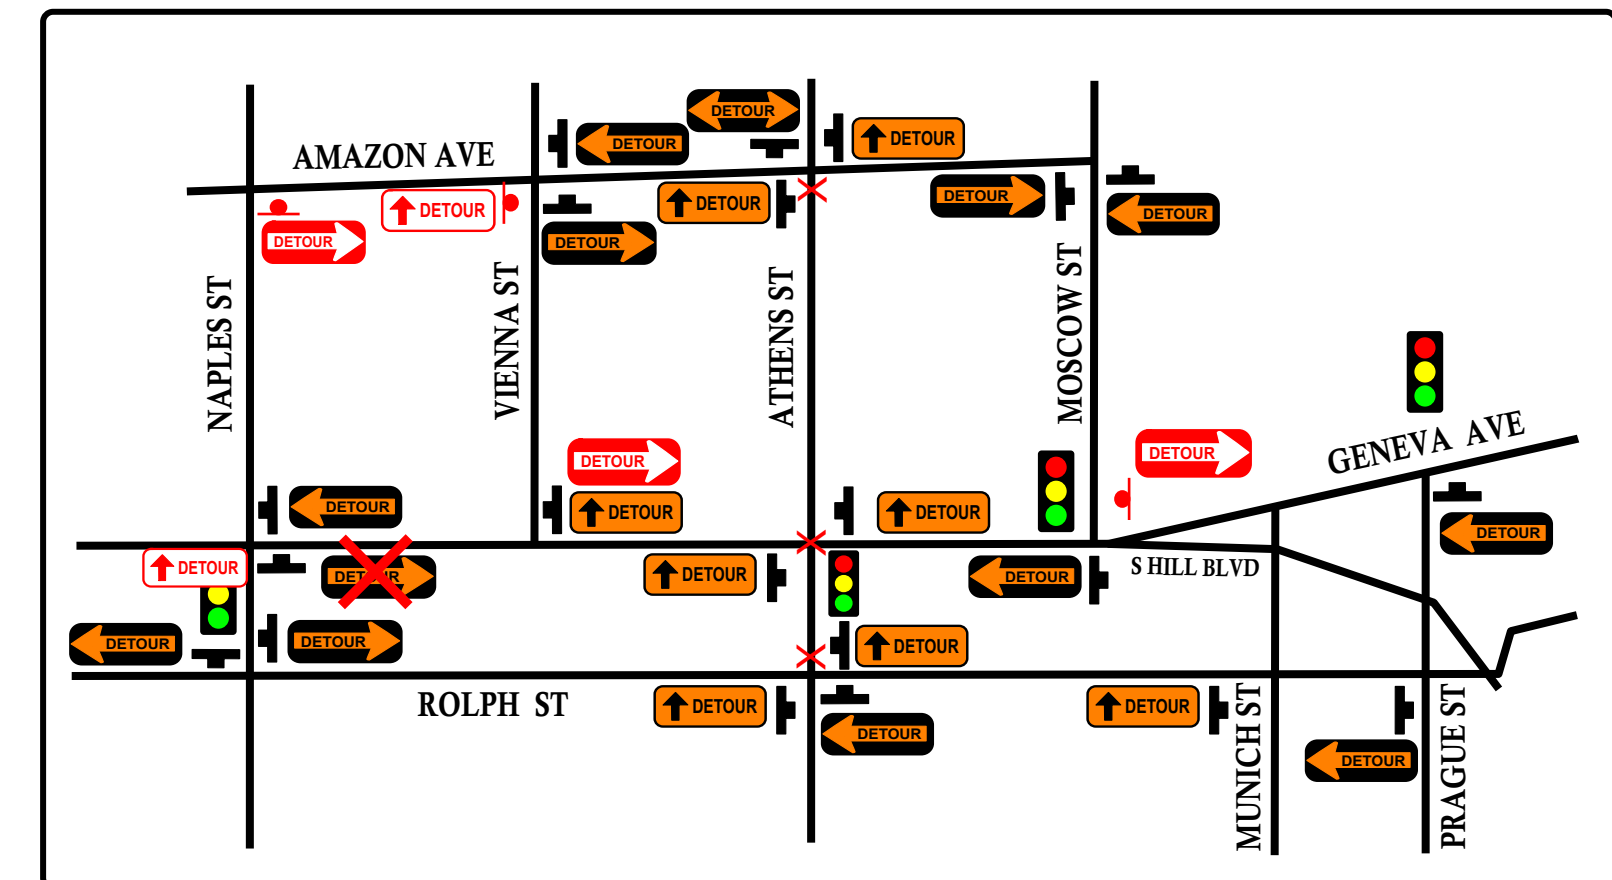 DETOUR
DETOUR
DETOUR
AMAZON AVE
DETOUR
DETOUR
DETOUR
DETOUR
DETOUR
DETOUR
DETOUR
NAPLES ST
VIENNA ST
ATHENS ST
MOSCOW ST
GENEVA AVE
DETOUR
DETOUR
DETOUR
DETOUR
DETOUR
DETOUR
DETOUR
DETOUR
DETOUR
DETOUR
S HILL BLVD
DETOUR
DETOUR
DETOUR
ROLPH ST
DETOUR
DETOUR
DETOUR
MUNICH ST
PRAGUE ST
DETOUR